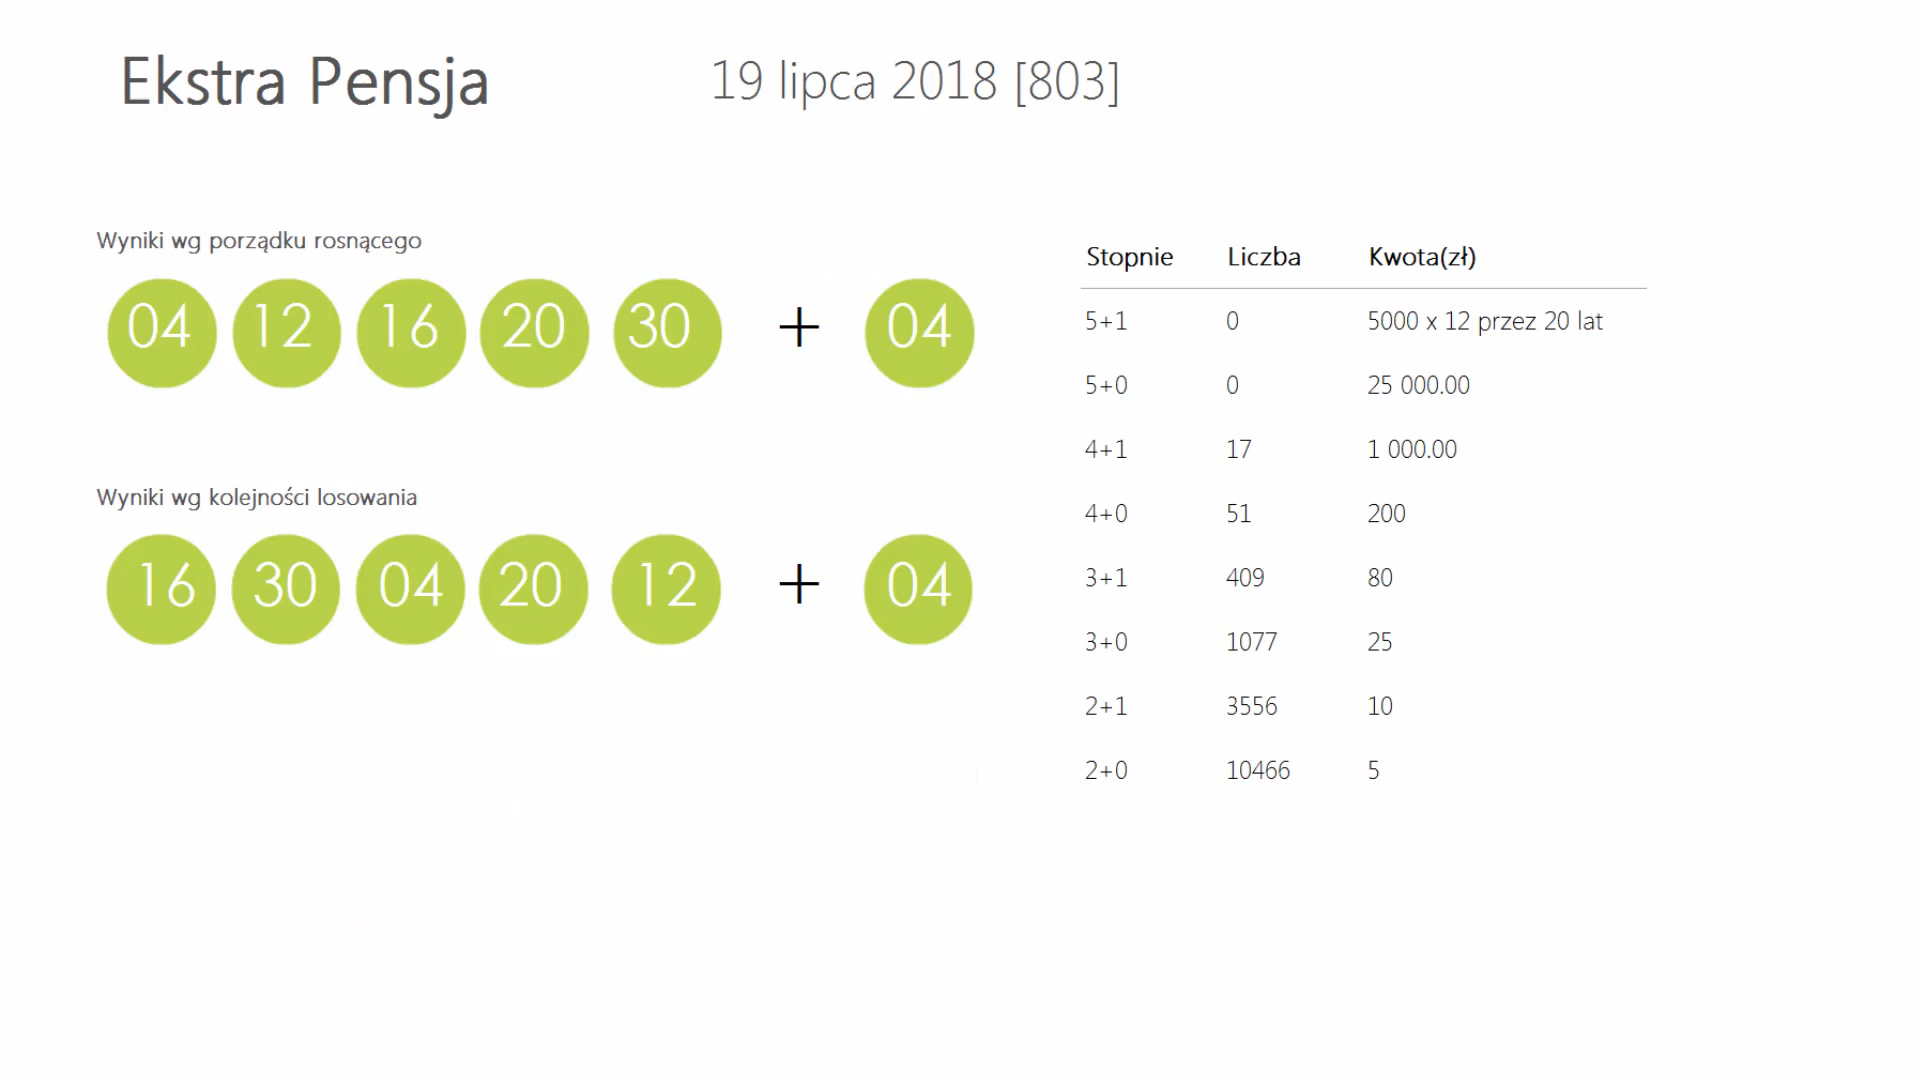 Ekstra Pensja 19 lipca 2018 [803]
Wyniki wg porządku rosnącego
04 12 16 20 30 + 04
Wyniki wg kolejności losowania
16 30 04 20 12 + 04
Stopnie Liczba Kwota(zł)
5+1 0 5000 x 12 przez 20 lat
5+0 0 25 000.00
4+1 17 1 000.00
4+0 51 200
3+1 409 80
3+0 1077 25
2+1 3556 10
2+0 10466 5